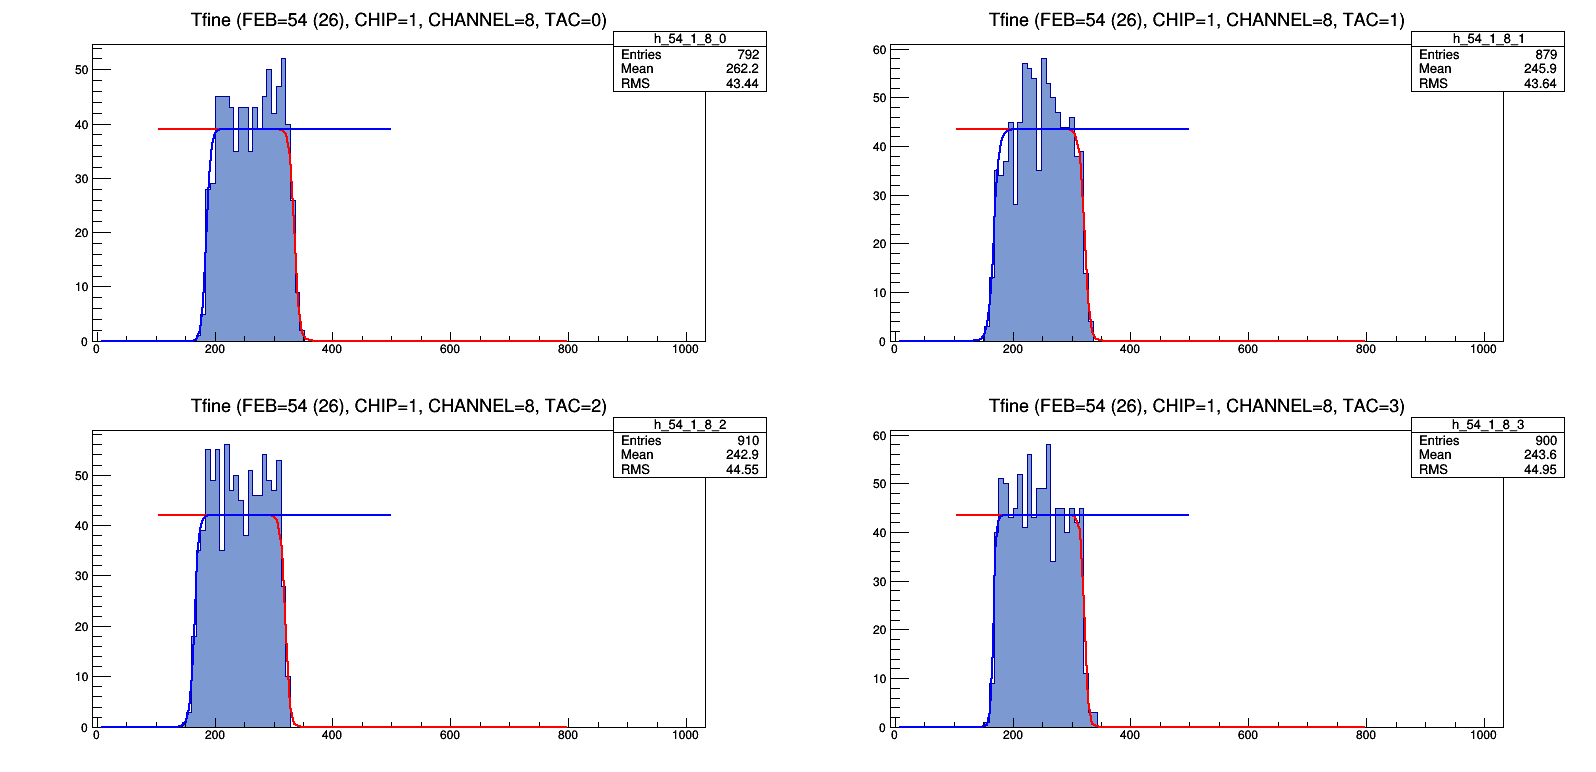 Tfine (FEB=54 (26), CHIP=1, CHANNEL=8, TAC=0)
h_54_1_8_0
Entries 792
Mean 262.2
RMS 43.44
50
40
30
20
10
0
0 200 400 600 800 1000
Tfine (FEB=54 (26), CHIP=1, CHANNEL=8, TAC=1)
h_54_1_8_1
Entries 879
Mean 245.9
RMS 43.64
60
50
40
30
20
10
0
0 200 400 600 800 1000
Tfine (FEB=54 (26), CHIP=1, CHANNEL=8, TAC=2)
h_54_1_8_2
Entries 910
Mean 242.9
RMS 44.55
50
40
30
20
10
0
0 200 400 600 800 1000
Tfine (FEB=54 (26), CHIP=1, CHANNEL=8, TAC=3)
h_54_1_8_3
Entries 900
Mean 243.6
RMS 44.95
60
50
40
30
20
10
0
0 200 400 600 800 1000